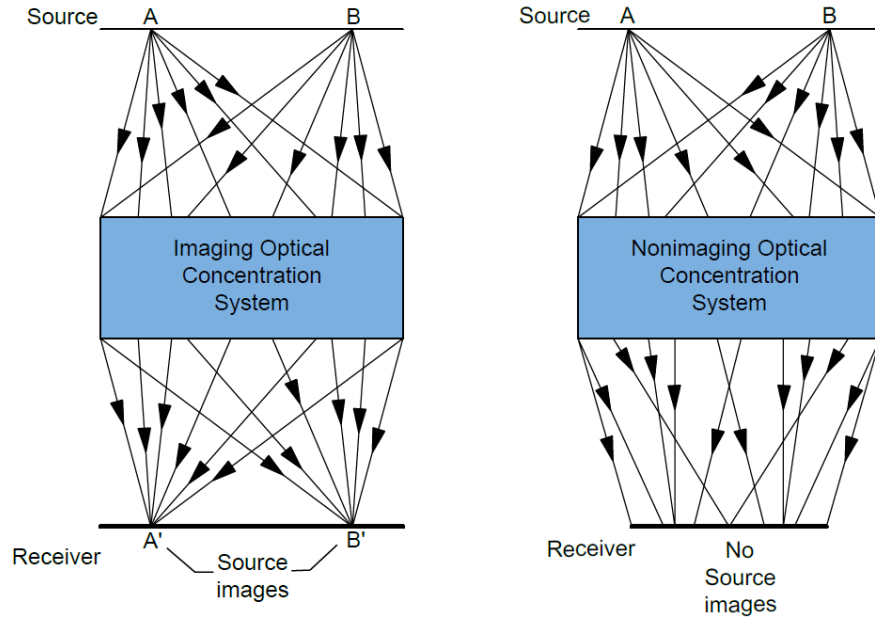 Source A B
Imaging Optical
Concentration
System
A' B'
Receiver Source
images
Source A B
Nonimaging Optical
Concentration
System
Receiver No
Source
images